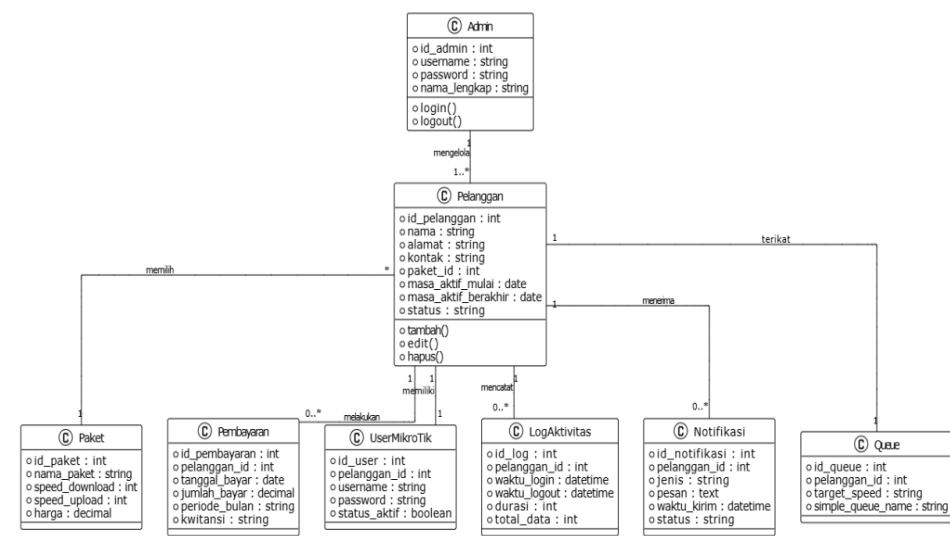 C Admin
id_admin : int
username : string
password : string
nama_lengkap : string
login()
logout()
1
mengelola
1..*
C Pelanggan
id_pelanggan : int
nama : string
alamat : string
kontak : string
paket_id : int
masa_aktif_mulai : date
masa_aktif_berakhir : date
status : string
tambah()
edit()
hapus()
1
terikat
memilih
*
1
menerima
1
1
memiliki
mencatat
1
0..*
melakukan
1
1
0..*
0..*
1
C Paket
id_paket : int
nama_paket : string
speed_download : int
speed_upload : int
harga : decimal
C Pembayaran
id_pembayaran : int
pelanggan_id : int
tanggal_bayar : date
jumlah_bayar : decimal
periode_bulan : string
kwitansi : string
C UserMikroTik
id_user : int
pelanggan_id : int
username : string
password : string
status_aktif : boolean
C LogAktivitas
id_log : int
pelanggan_id : int
waktu_login : datetime
waktu_logout : datetime
durasi : int
total_data : int
C Notifikasi
id_notifikasi : int
pelanggan_id : int
jenis : string
pesan : text
waktu_kirim : datetime
status : string
C Queue
id_queue : int
pelanggan_id : int
target_speed : string
simple_queue_name : string